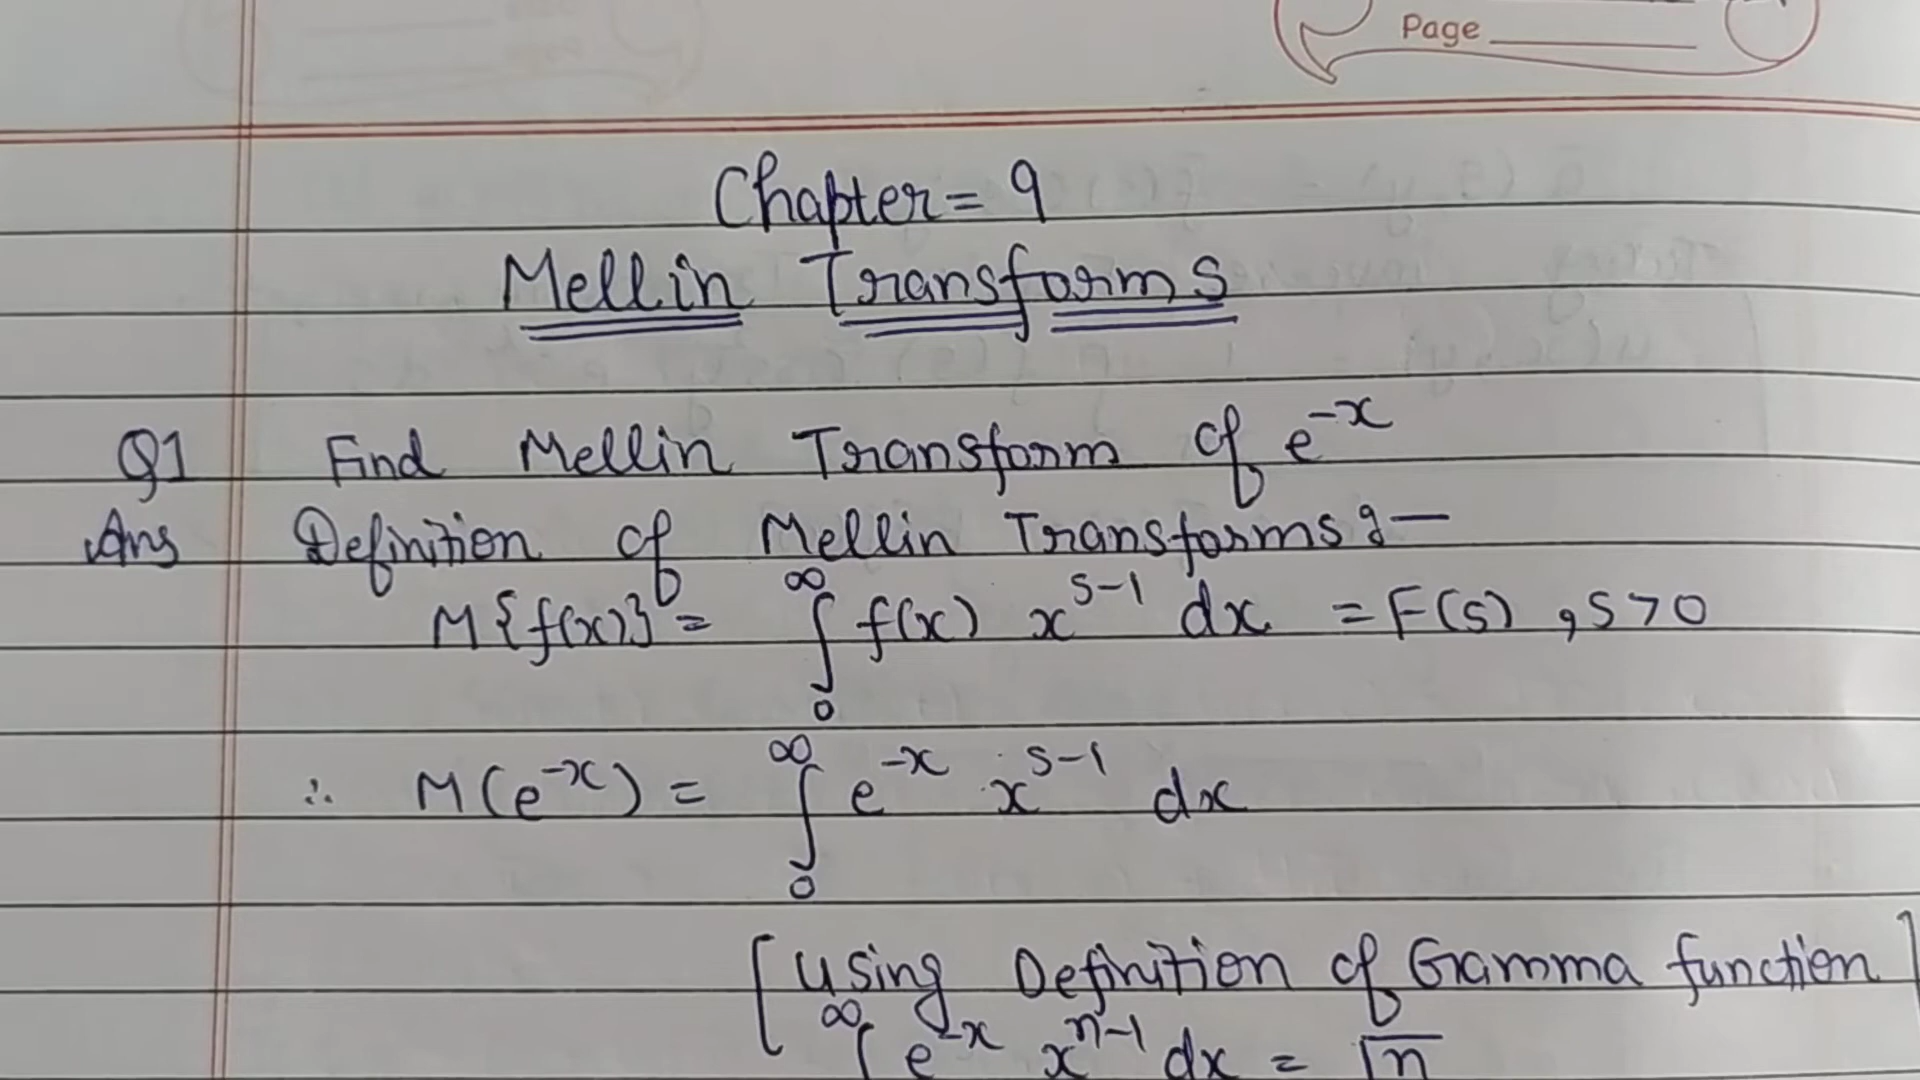 Page
Chapter = 9
Mellin Transforms
Q1 Find Mellin Transform of e^{-x}
Ans Definition of Mellin Transforms :-
M{f(x)} = ∫_0^∞ f(x) x^{s-1} dx = F(s) , s>0
∴ M(e^{-x}) = ∫_0^∞ e^{-x} x^{s-1} dx
[Using Definition of Gamma function]
∫^∞ e^{-x} x^{n-1} dx = Γn